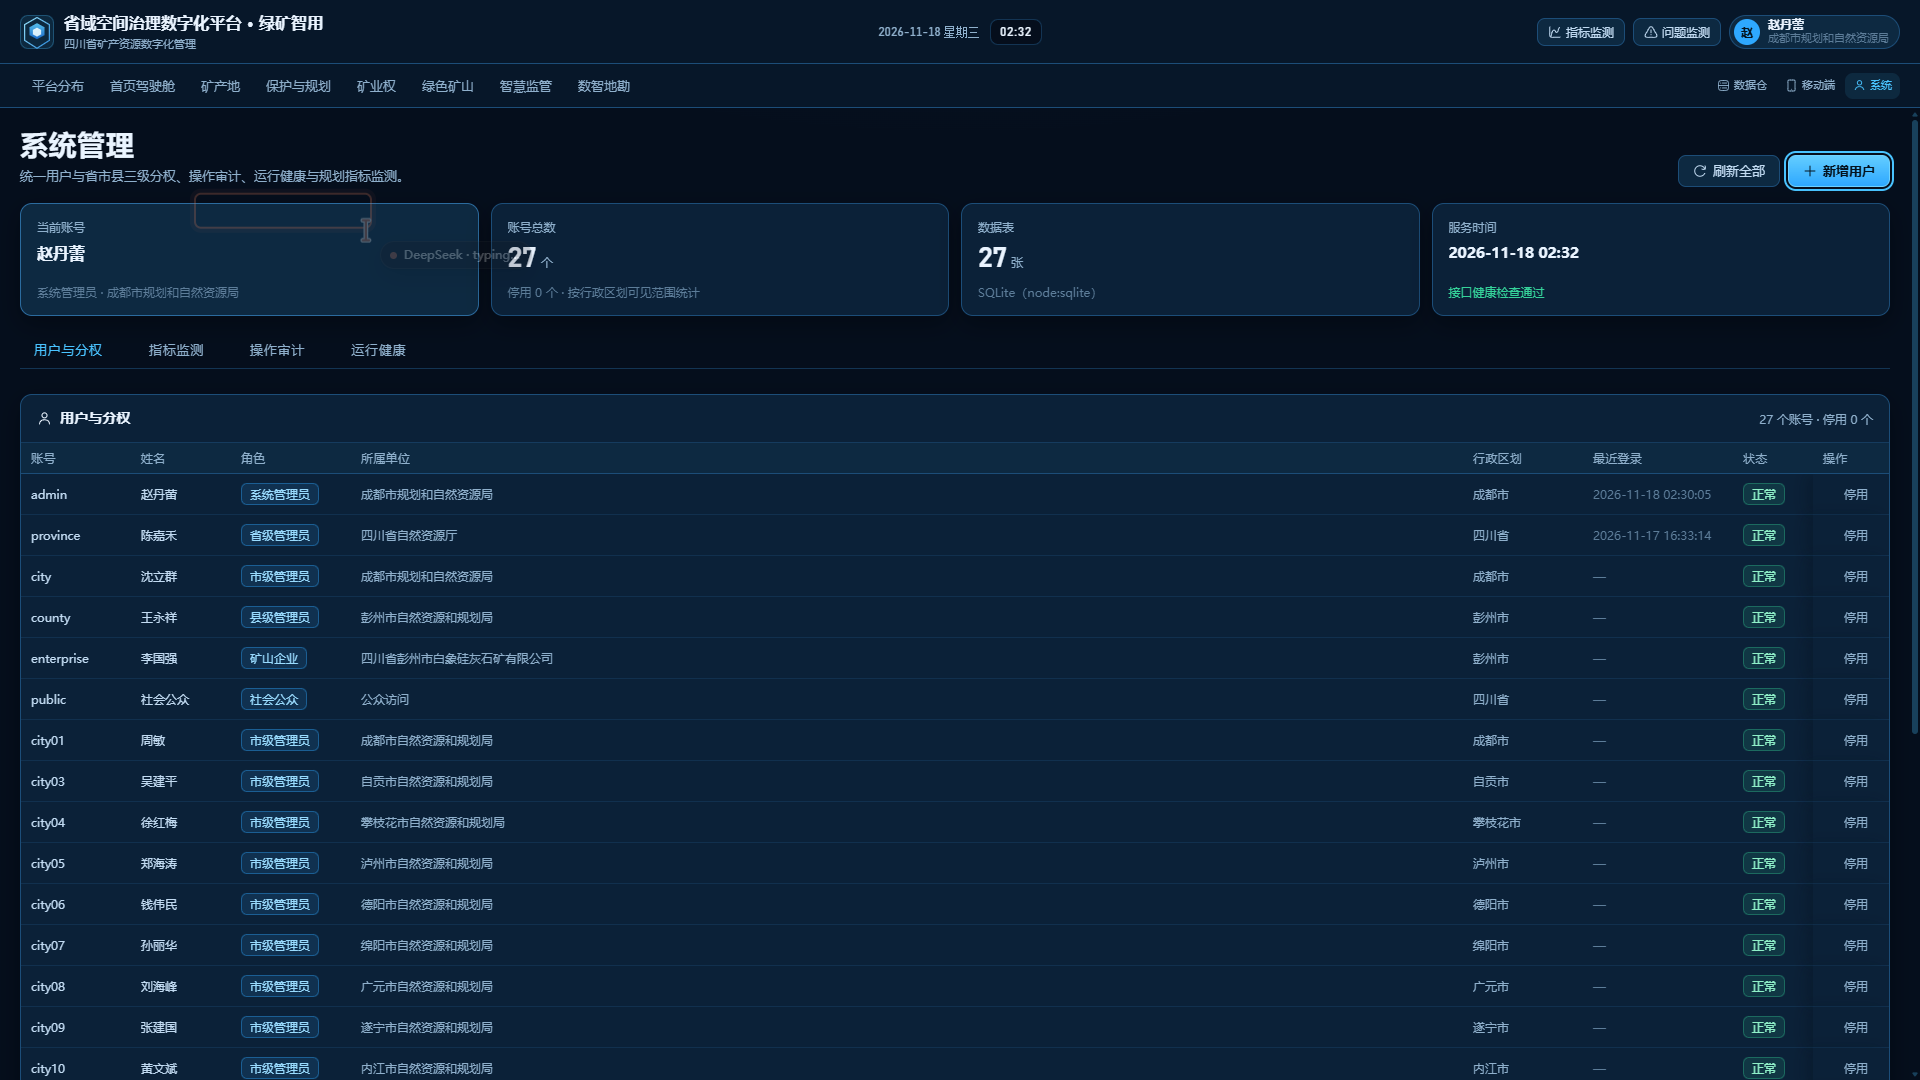 省域空间治理数字化平台 • 绿矿智用
四川省矿产资源数字化管理
2026-11-18 星期三 02:32
指标监测 问题监测 赵 赵丹蕾 成都市规划和自然资源局
平台分布 首页驾驶舱 矿产地 保护与规划 矿业权 绿色矿山 智慧监管 数智地勘 数据仓 移动端 系统
系统管理
统一用户与省市县三级分权、操作审计、运行健康与规划指标监测。
刷新全部 新增用户
当前账号
赵丹蕾
系统管理员 · 成都市规划和自然资源局
DeepSeek · typing
账号总数
27 个
停用 0 个 · 按行政区划可见范围统计
数据表
27 张
SQLite（node:sqlite）
服务时间
2026-11-18 02:32
接口健康检查通过
用户与分权 指标监测 操作审计 运行健康
用户与分权 27 个账号 · 停用 0 个
账号 姓名 角色 所属单位 行政区划 最近登录 状态 操作
admin 赵丹苗 系统管理员 成都市规划和自然资源局 成都市 2026-11-18 02:30:05 正常 停用
province 陈嘉禾 省级管理员 四川省自然资源厅 四川省 2026-11-17 16:33:14 正常 停用
city 沈立群 市级管理员 成都市规划和自然资源局 成都市 — 正常 停用
county 王永祥 县级管理员 彭州市自然资源和规划局 彭州市 — 正常 停用
enterprise 李国强 矿山企业 四川省彭州市白象硅灰石矿有限公司 彭州市 — 正常 停用
public 社会公众 社会公众 公众访问 四川省 — 正常 停用
city01 周敏 市级管理员 成都市自然资源和规划局 成都市 — 正常 停用
city03 吴建平 市级管理员 自贡市自然资源和规划局 自贡市 — 正常 停用
city04 徐红梅 市级管理员 攀枝花市自然资源和规划局 攀枝花市 — 正常 停用
city05 郑海涛 市级管理员 泸州市自然资源和规划局 泸州市 — 正常 停用
city06 钱伟民 市级管理员 德阳市自然资源和规划局 德阳市 — 正常 停用
city07 孙丽华 市级管理员 绵阳市自然资源和规划局 绵阳市 — 正常 停用
city08 刘海峰 市级管理员 广元市自然资源和规划局 广元市 — 正常 停用
city09 张建国 市级管理员 遂宁市自然资源和规划局 遂宁市 — 正常 停用
city10 黄文斌 市级管理员 内江市自然资源和规划局 内江市 — 正常 停用